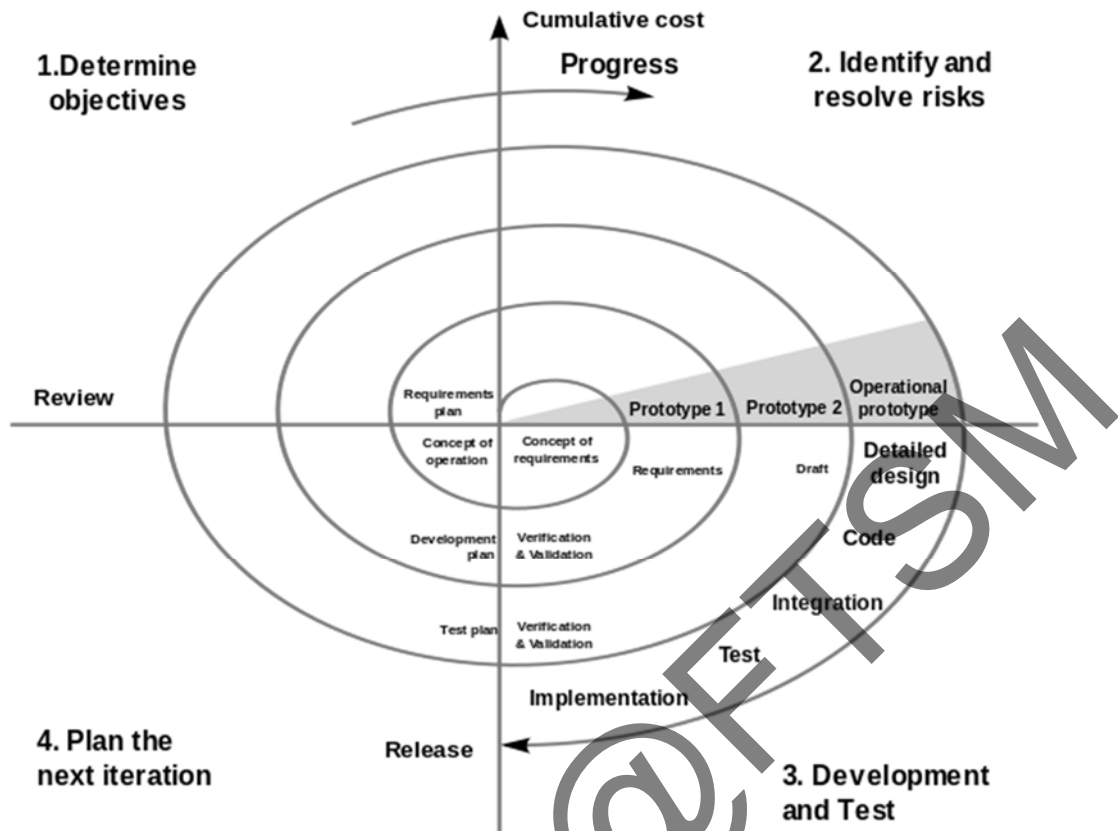 Cumulative cost
Progress
1.Determine
objectives
2. Identify and
resolve risks
Review
Requirements
plan
Prototype 1
Prototype 2
Operational
prototype
Concept of
operation
Concept of
requirements
Requirements
Draft
Detailed
design
Development
plan
Verification
& Validation
Code
Integration
Test plan
Verification
& Validation
Test
Implementation
Release
4. Plan the
next iteration
3. Development
and Test
@FTSM